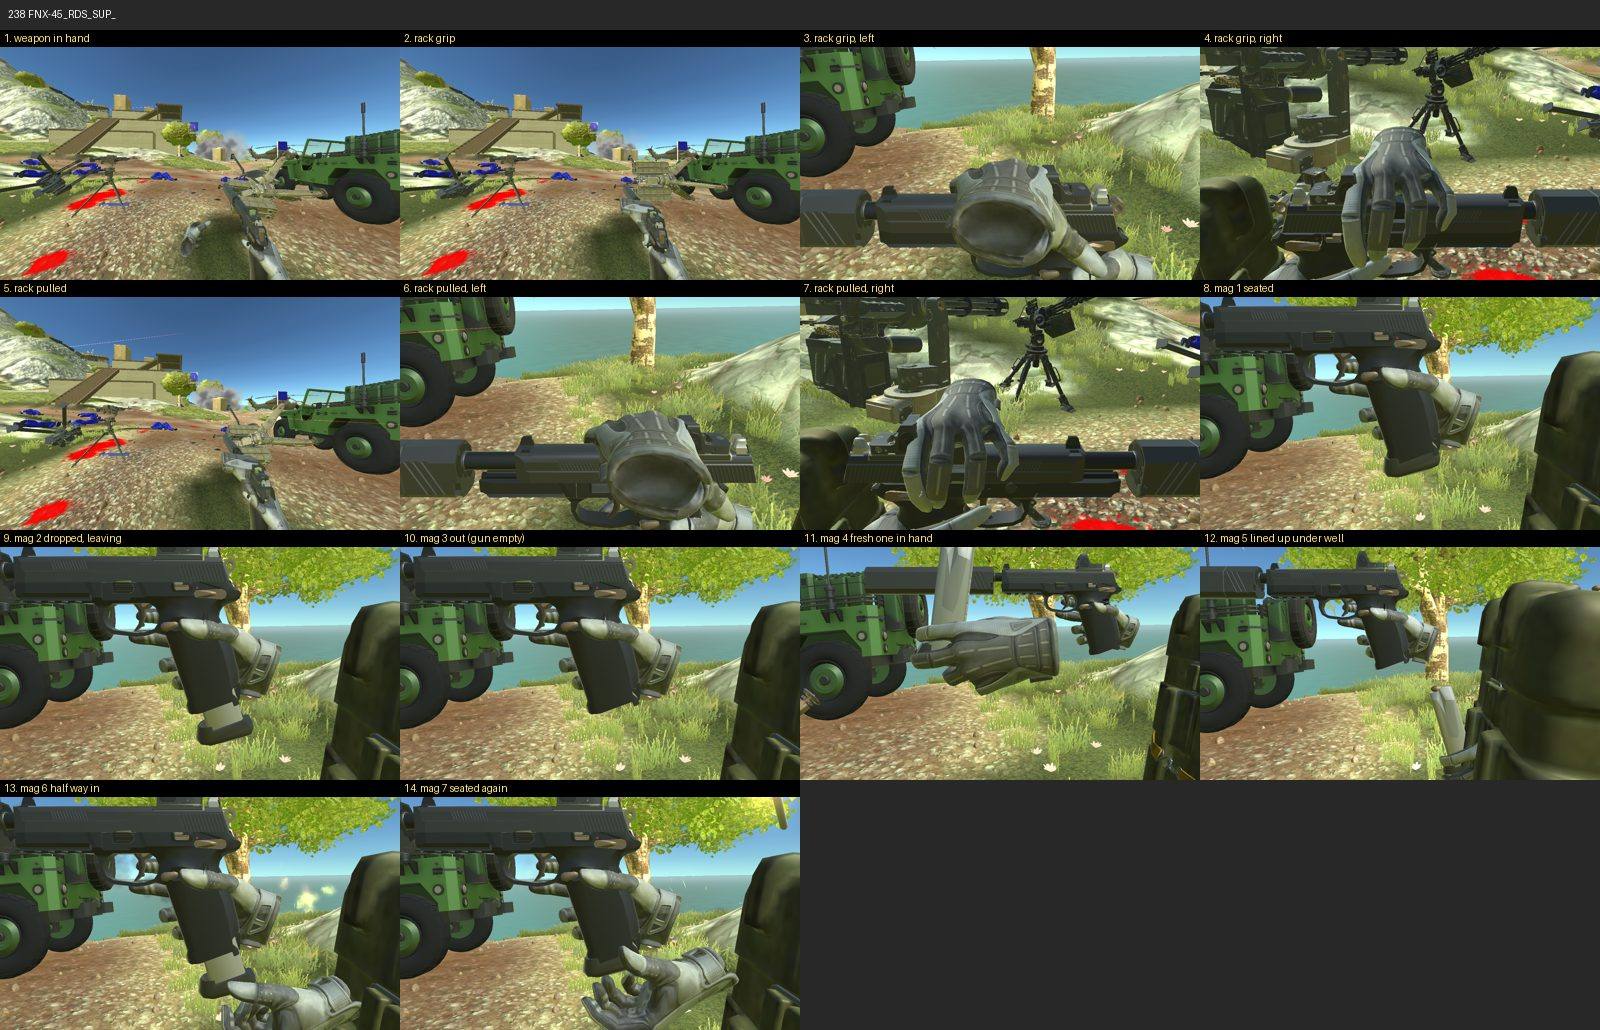 238 FNX-45_RDS_SUP_
1. weapon in hand
2. rack grip
3. rack grip, left
4. rack grip, right
5. rack pulled
6. rack pulled, left
7. rack pulled, right
8. mag 1 seated
9. mag 2 dropped, leaving
10. mag 3 out (gun empty)
11. mag 4 fresh one in hand
12. mag 5 lined up under well
13. mag 6 half way in
14. mag 7 seated again